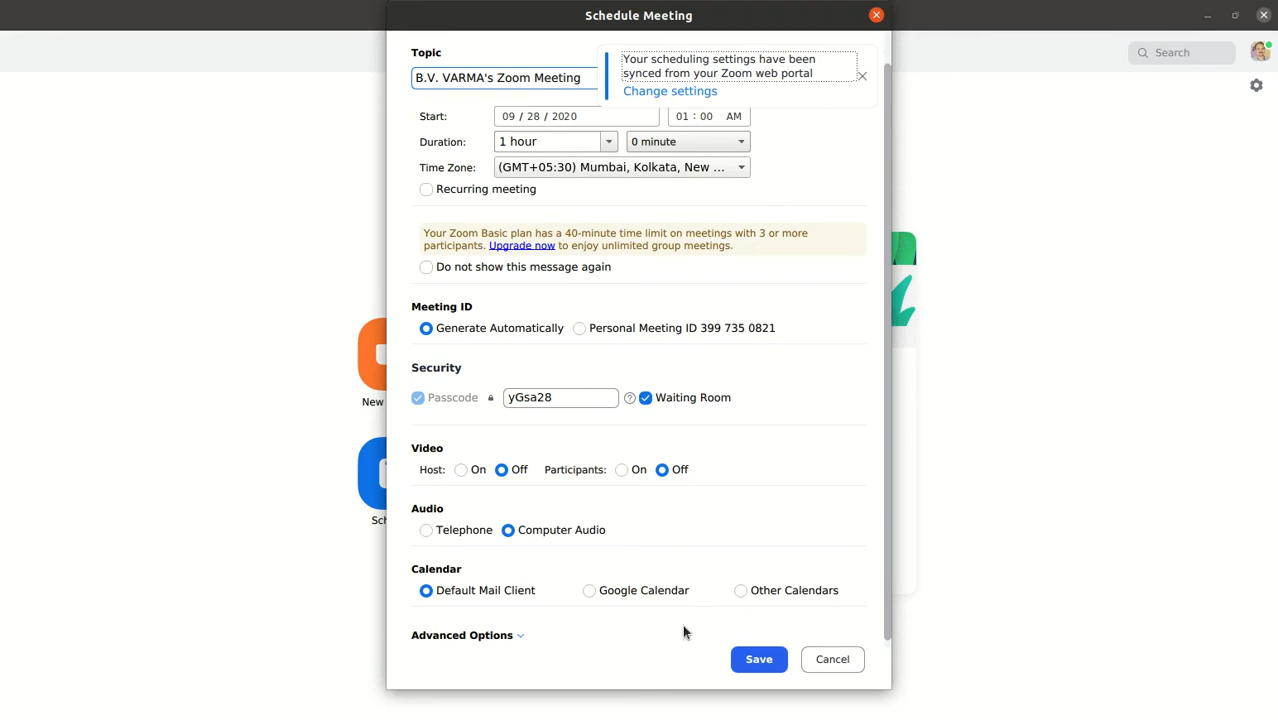 Schedule Meeting
Search
Topic
B.V. VARMA's Zoom Meeting
Your scheduling settings have been
synced from your Zoom web portal
Change settings
Start: 09 / 28 / 2020 01 : 00 AM
Duration: 1 hour 0 minute
Time Zone: (GMT+05:30) Mumbai, Kolkata, New ...
Recurring meeting
Your Zoom Basic plan has a 40-minute time limit on meetings with 3 or more
participants. Upgrade now to enjoy unlimited group meetings.
Do not show this message again
Meeting ID
Generate Automatically Personal Meeting ID 399 735 0821
Security
Passcode yGsa28 ? Waiting Room
New
Video
Host: On Off Participants: On Off
Audio
Sch
Telephone Computer Audio
Calendar
Default Mail Client Google Calendar Other Calendars
Advanced Options
Save Cancel